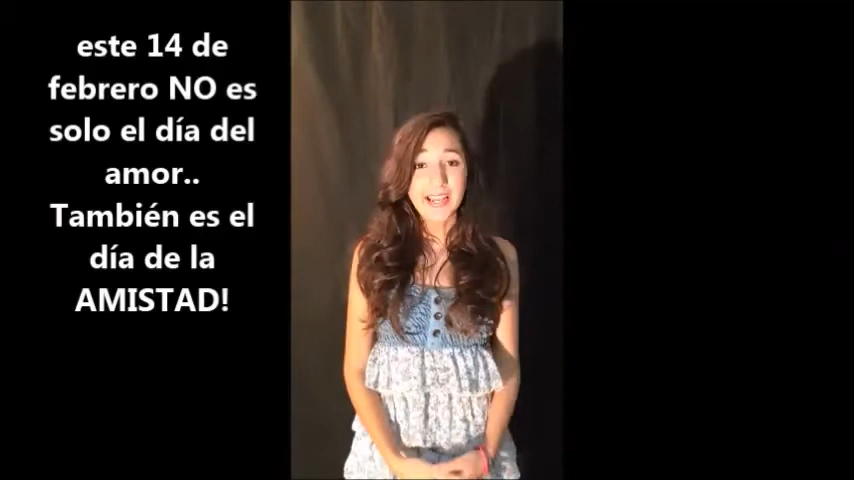 este 14 de
febrero NO es
solo el día del
amor..
También es el
día de la
AMISTAD!